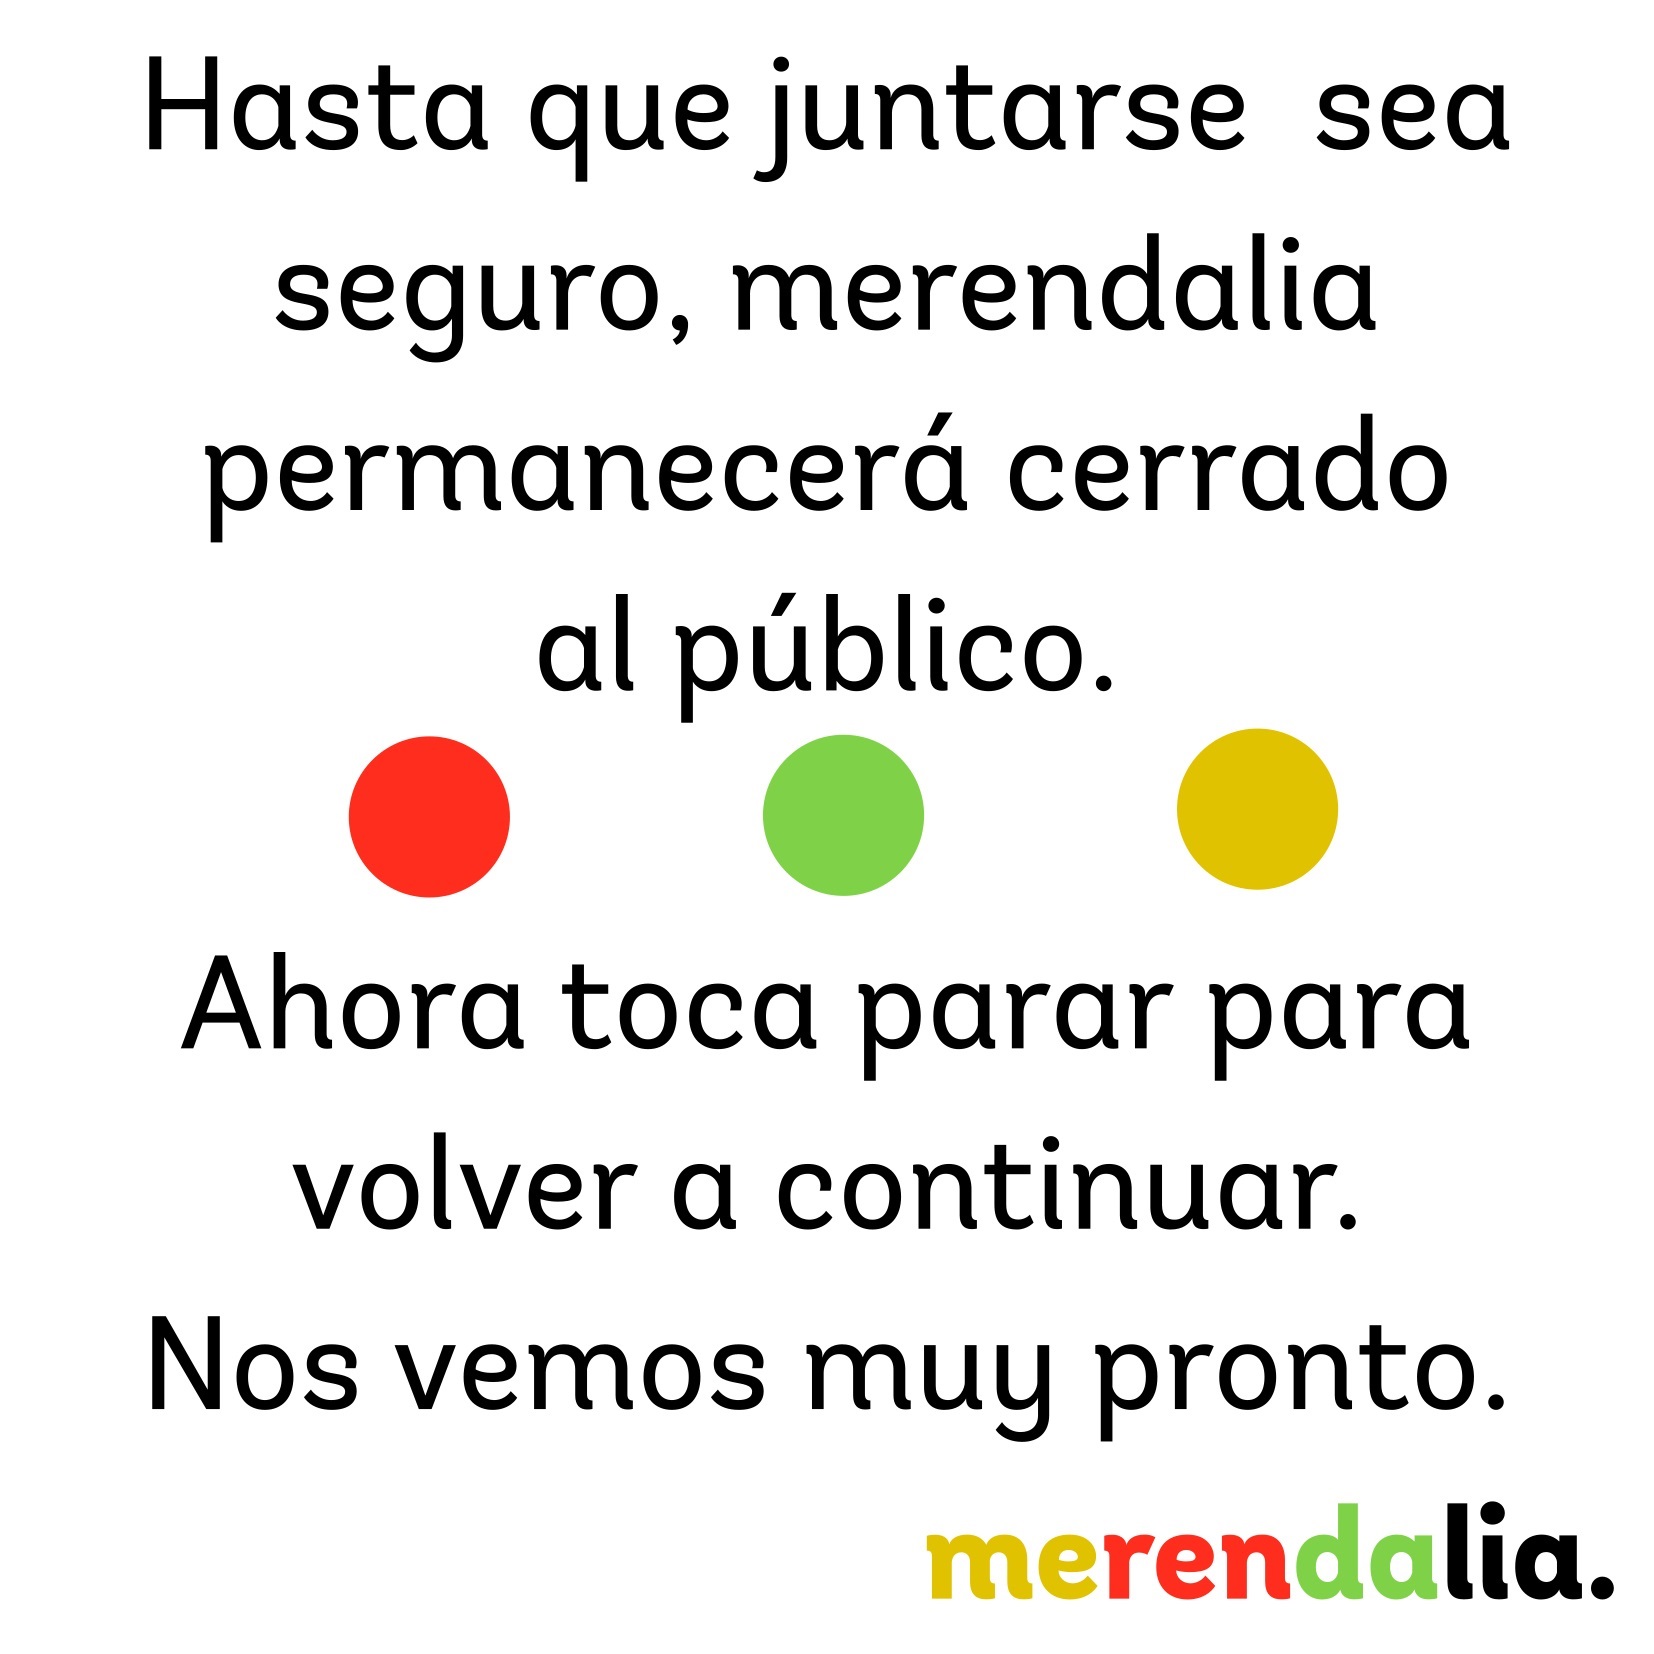 Hasta que juntarse  sea
seguro, merendalia
permanecerá cerrado
al público.
Ahora toca parar para
volver a continuar.
Nos vemos muy pronto.
merendalia.